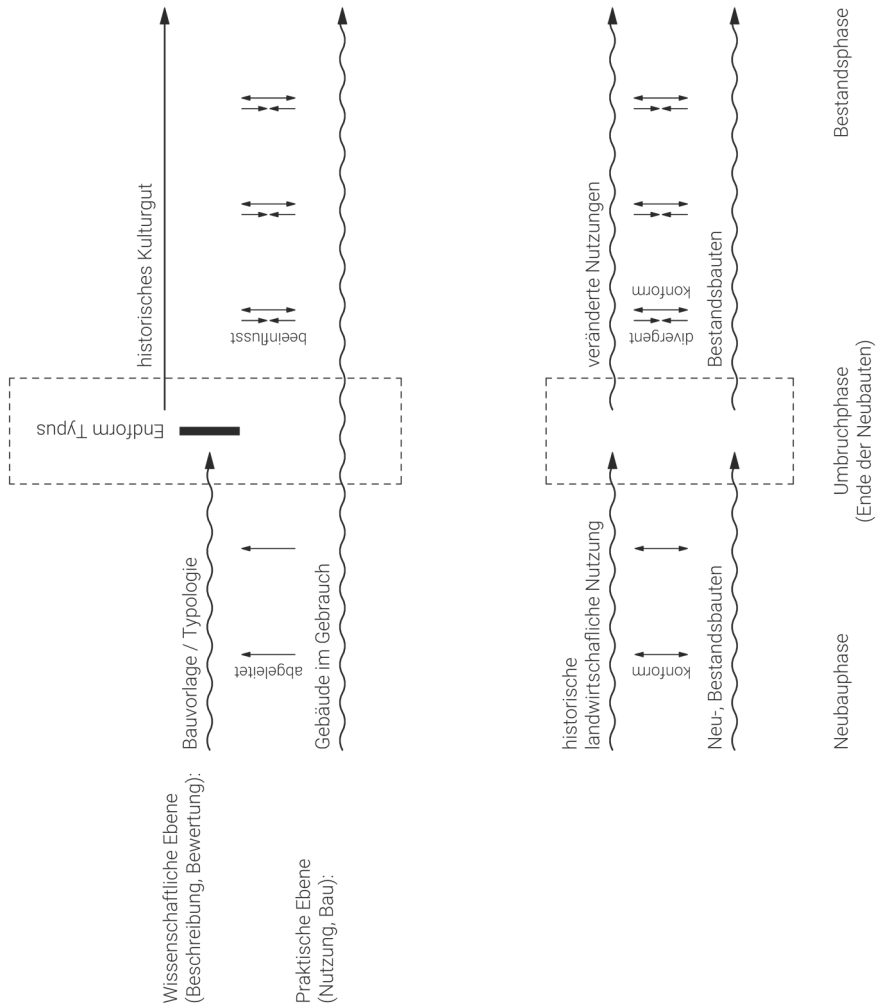 Wissenschaftliche Ebene
(Beschreibung, Bewertung):
Praktische Ebene
(Nutzung, Bau):
Bauvorlage / Typologie
abgeleitet
Gebäude im Gebrauch
Endform Typus
historisches Kulturgut
beeinflusst
historische
landwirtschafliche Nutzung
konform
Neu-, Bestandsbauten
veränderte Nutzungen
divergent
konform
Bestandsbauten
Neubauphase
Umbruchphase
(Ende der Neubauten)
Bestandsphase